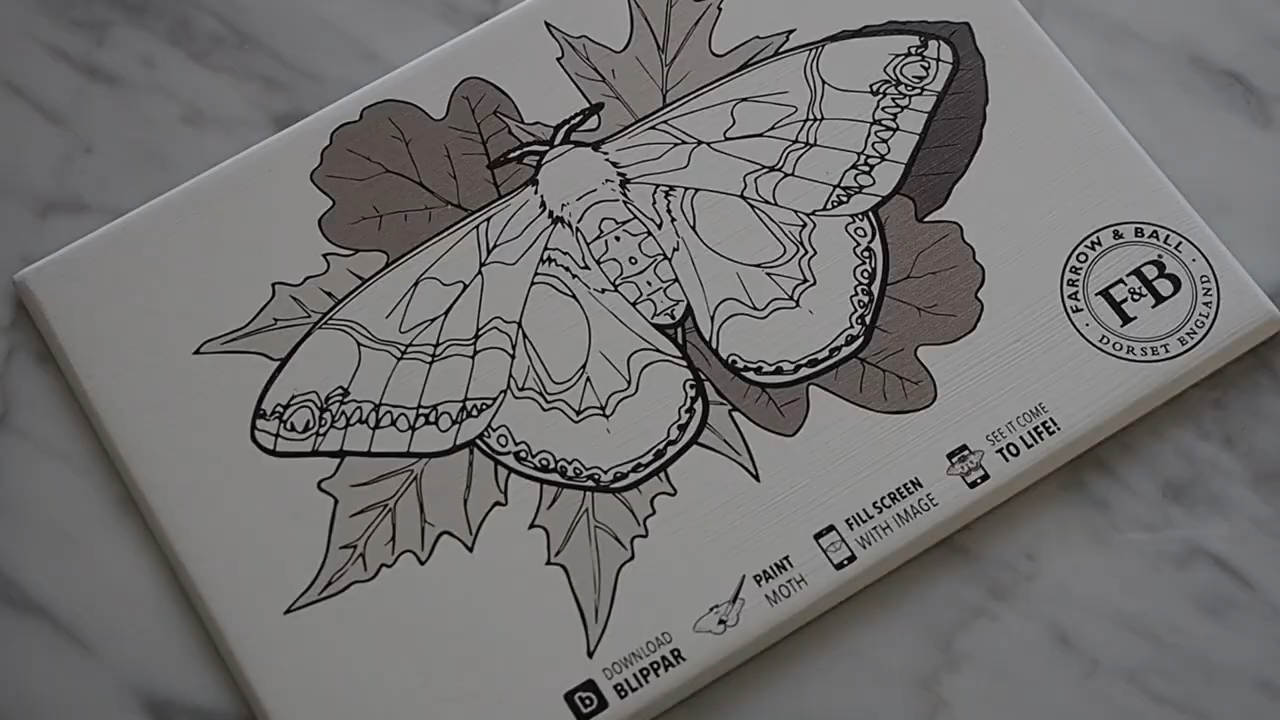 FARROW & BALL
F&B
DORSET ENGLAND
b
DOWNLOAD
BLIPPAR
PAINT
MOTH
FILL SCREEN
WITH IMAGE
SEE IT COME
TO LIFE!